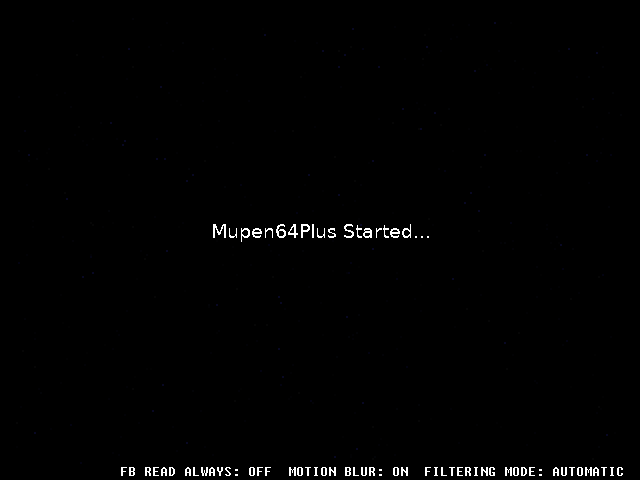 Mupen64Plus Started...
FB READ ALWAYS: OFF  MOTION BLUR: ON  FILTERING MODE: AUTOMATIC